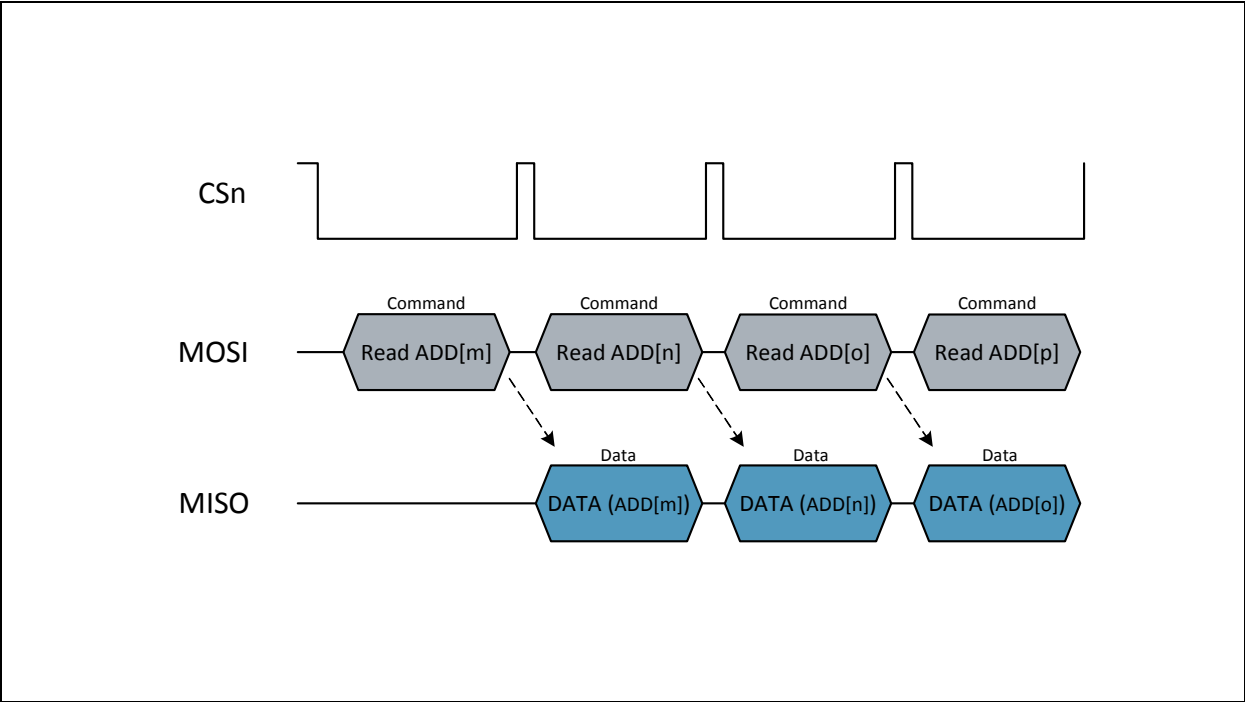 CSn
Command Command Command Command
MOSI Read ADD[m] Read ADD[n] Read ADD[o] Read ADD[p]
Data Data Data
MISO DATA (ADD[m]) DATA (ADD[n]) DATA (ADD[o])